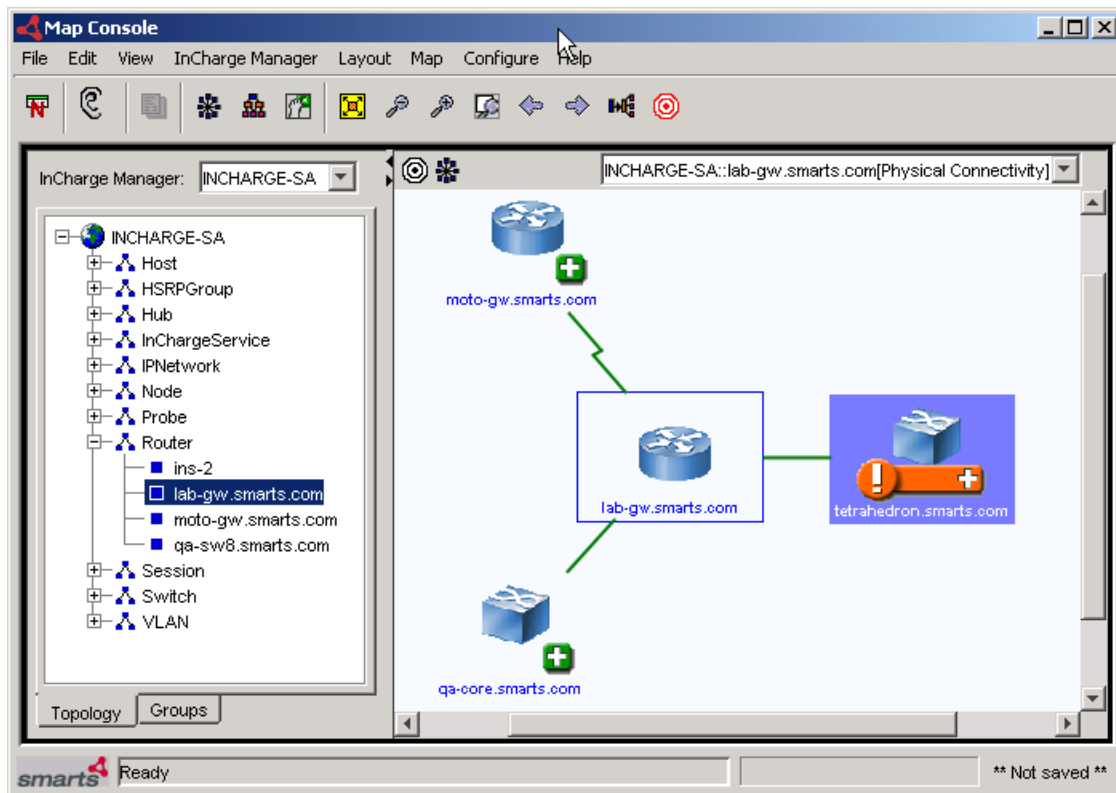 Map Console
File Edit View InCharge Manager Layout Map Configure Help
InCharge Manager: INCHARGE-SA
INCHARGE-SA::lab-gw.smarts.com[Physical Connectivity]
INCHARGE-SA
Host
HSRPGroup
Hub
InChargeService
IPNetwork
Node
Probe
Router
ins-2
lab-gw.smarts.com
moto-gw.smarts.com
qa-sw8.smarts.com
Session
Switch
VLAN
Topology Groups
moto-gw.smarts.com
lab-gw.smarts.com
tetrahedron.smarts.com
qa-core.smarts.com
smarts Ready ** Not saved **